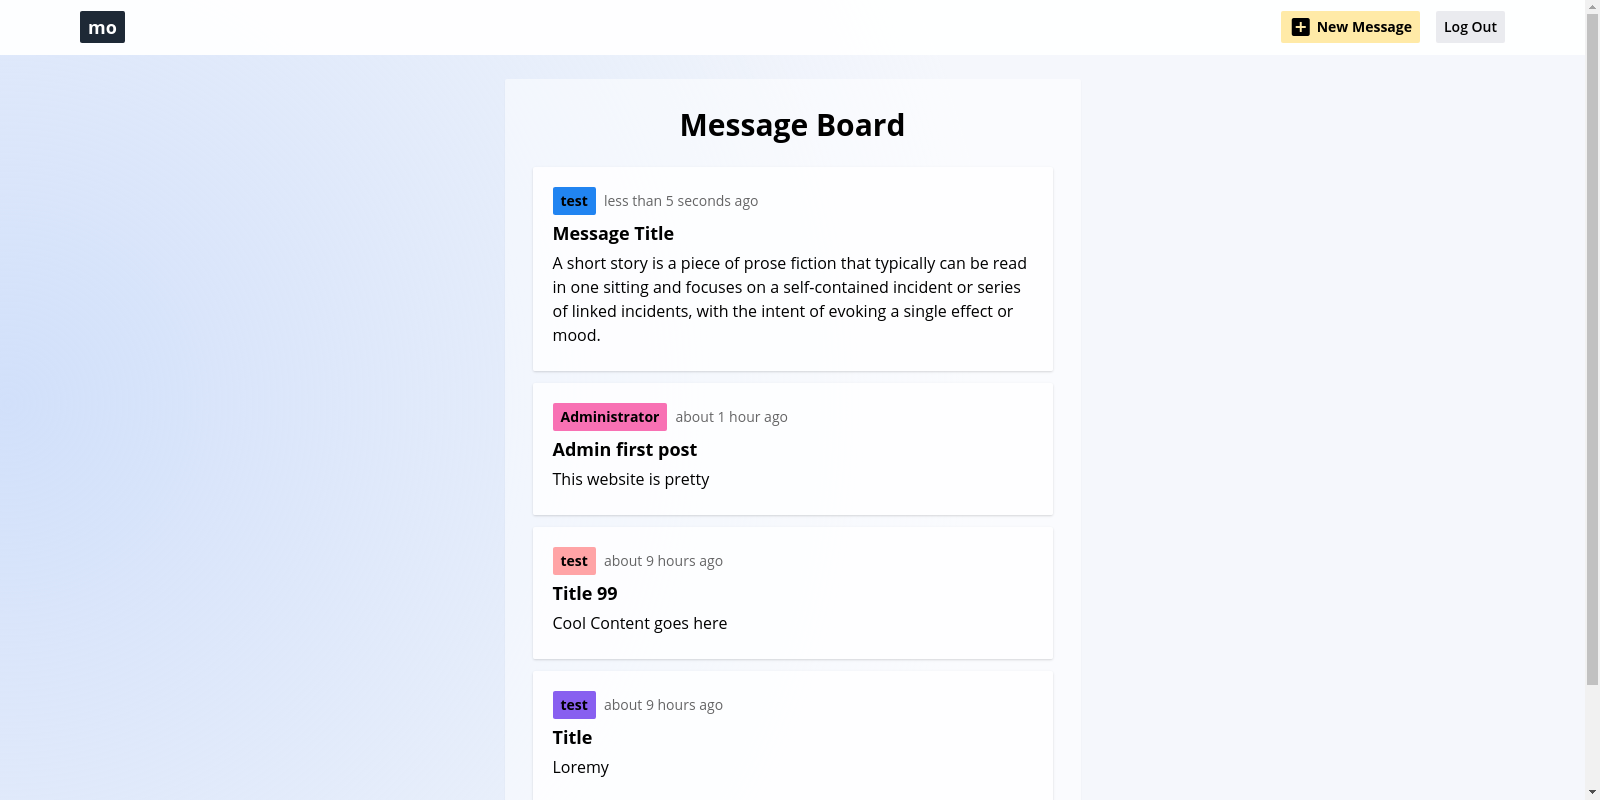 mo
New Message
Log Out
Message Board
test less than 5 seconds ago
Message Title
A short story is a piece of prose fiction that typically can be read
in one sitting and focuses on a self-contained incident or series
of linked incidents, with the intent of evoking a single effect or
mood.
Administrator about 1 hour ago
Admin first post
This website is pretty
test about 9 hours ago
Title 99
Cool Content goes here
test about 9 hours ago
Title
Loremy